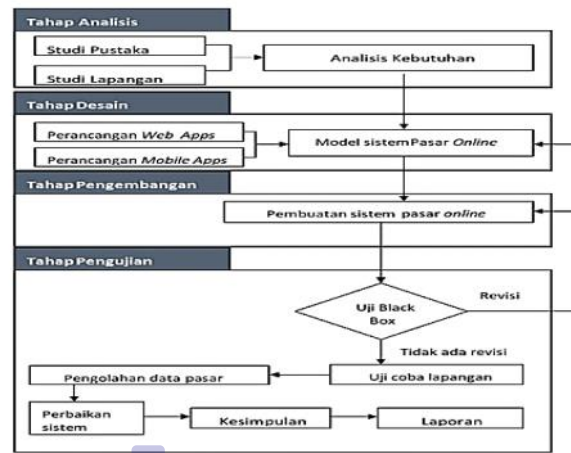 Tahap Analisis
Studi Pustaka
Studi Lapangan
Analisis Kebutuhan
Tahap Desain
Perancangan Web Apps
Perancangan Mobile Apps
Model sistem Pasar Online
Tahap Pengembangan
Pembuatan sistem pasar online
Tahap Pengujian
Uji Black
Box
Revisi
Tidak ada revisi
Uji coba lapangan
Pengolahan data pasar
Perbaikan
sistem
Kesimpulan
Laporan